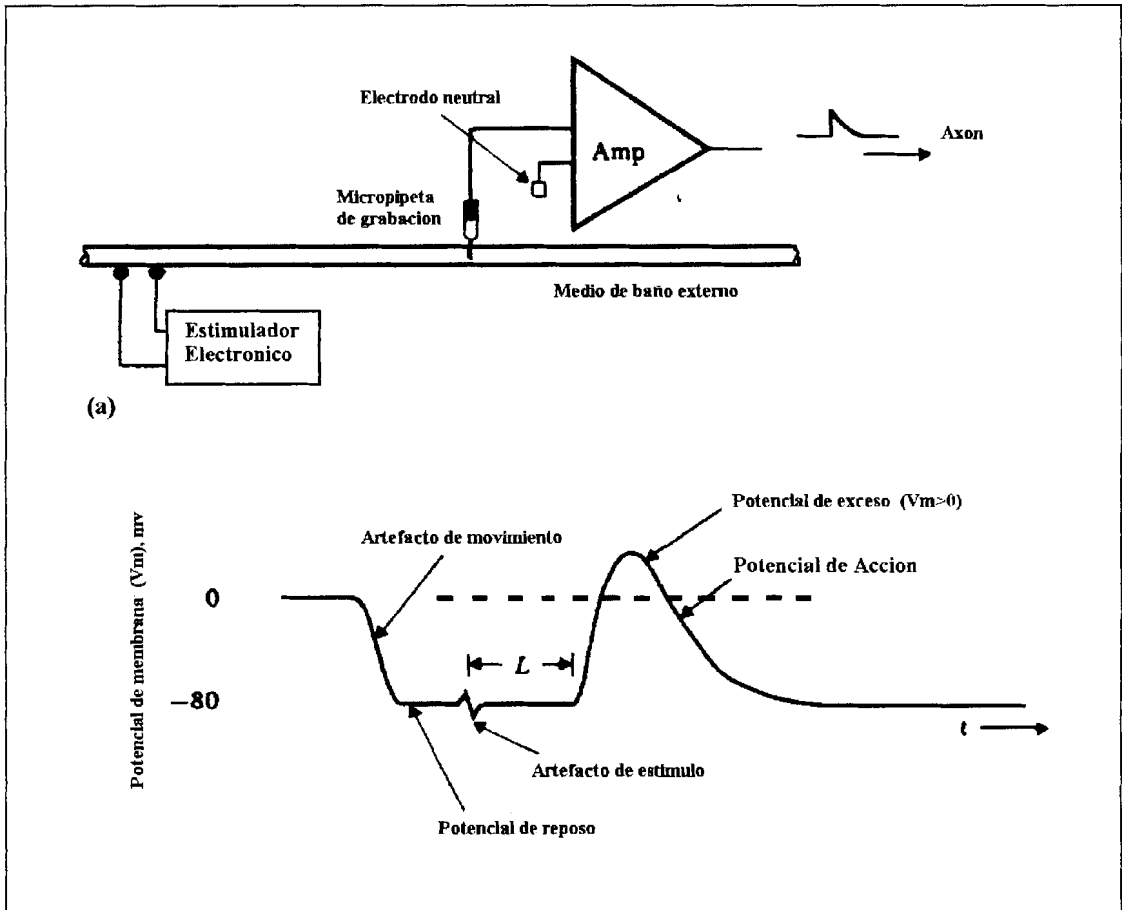 Electrodo neutral
Amp
Axon
Micropipeta
de grabacion
Medio de baño externo
Estimulador
Electronico
(a)
Potencial de membrana (Vm), mv
Potencial de exceso (Vm>0)
Artefacto de movimiento
Potencial de Accion
0
L
-80
t
Artefacto de estimulo
Potencial de reposo